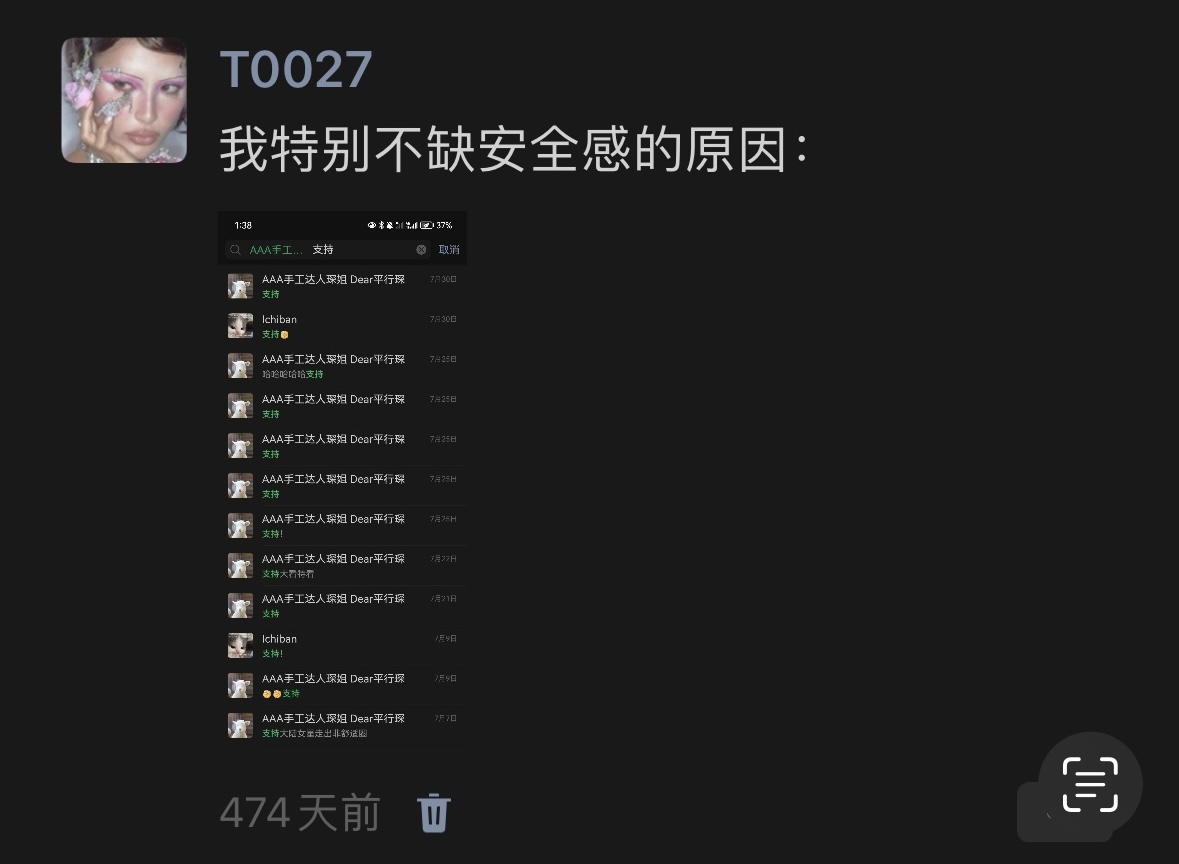 T0027
我特别不缺安全感的原因：
1:38
37%
AAA手工... 支持
取消
AAA手工达人琛姐 Dear平行琛
7月30日
支持
Ichiban
7月30日
支持
AAA手工达人琛姐 Dear平行琛
7月25日
哈哈哈哈哈支持
AAA手工达人琛姐 Dear平行琛
7月25日
支持
AAA手工达人琛姐 Dear平行琛
7月25日
支持
AAA手工达人琛姐 Dear平行琛
7月25日
支持
AAA手工达人琛姐 Dear平行琛
支持！
AAA手工达人琛姐 Dear平行琛
7月22日
支持大看特看
AAA手工达人琛姐 Dear平行琛
7月21日
支持
Ichiban
7月9日
支持！
AAA手工达人琛姐 Dear平行琛
7月9日
支持
AAA手工达人琛姐 Dear平行琛
7月7日
支持大陆女星走出非舒适圈
474天前